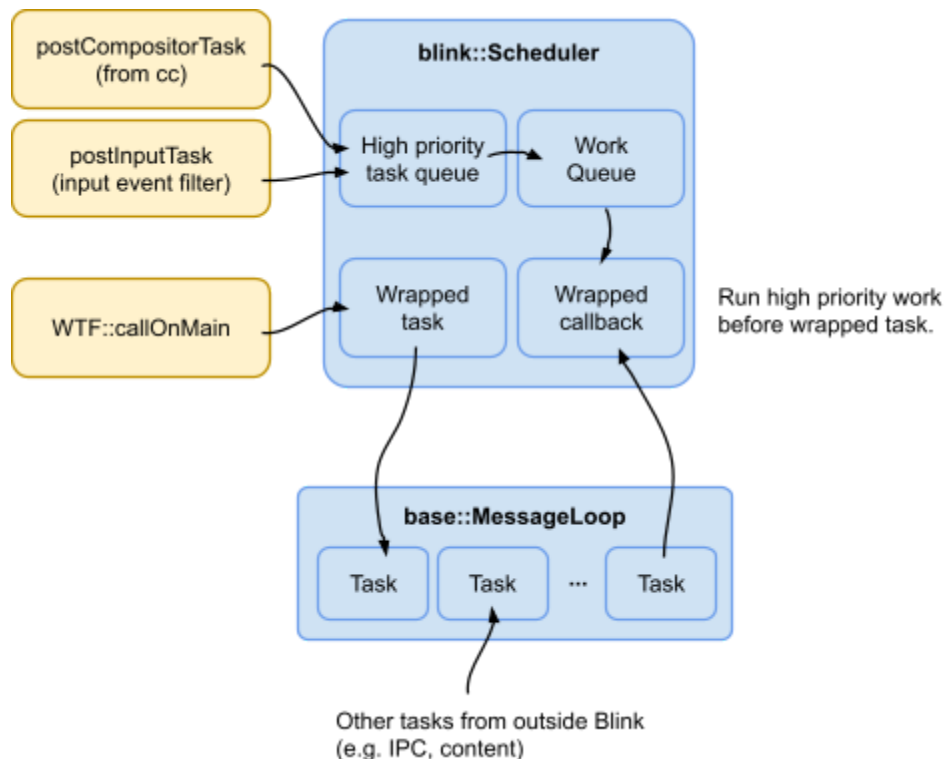 postCompositorTask
(from cc)
blink::Scheduler
postInputTask
(input event filter)
High priority
task queue
Work
Queue
WTF::callOnMain
Wrapped
task
Wrapped
callback
Run high priority work
before wrapped task.
base::MessageLoop
Task
Task
...
Task
Other tasks from outside Blink
(e.g. IPC, content)